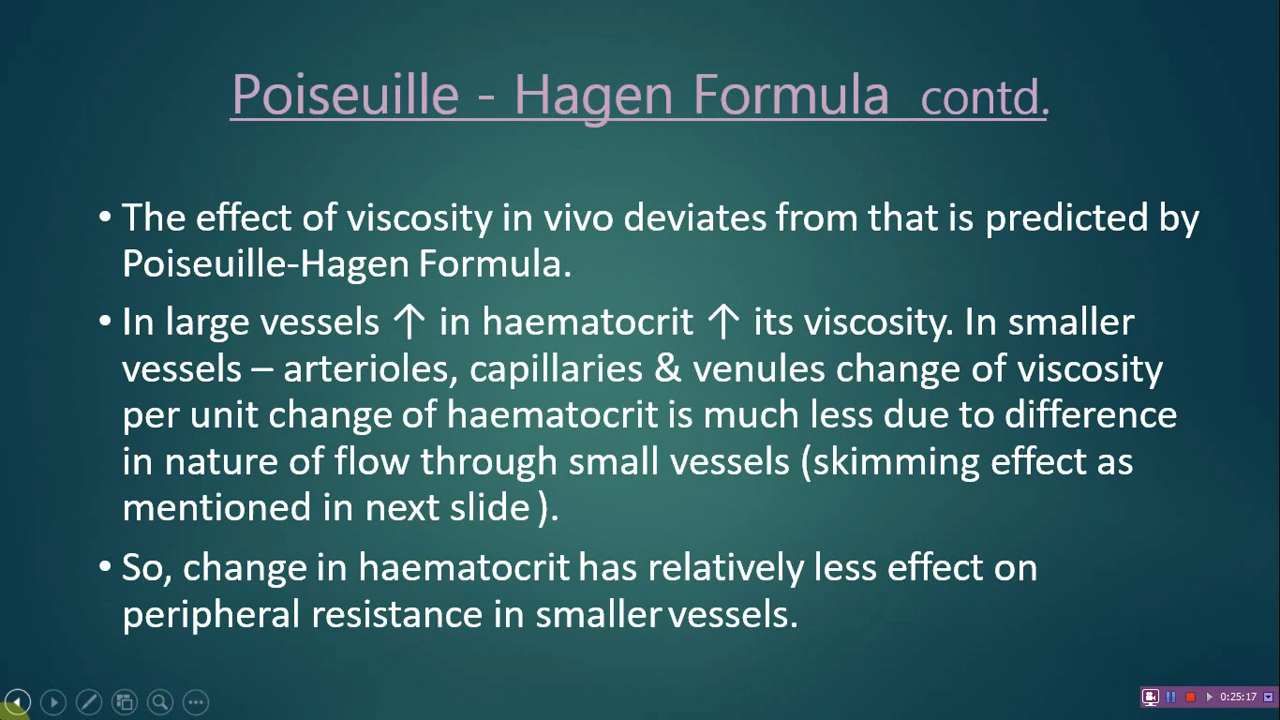 Poiseuille - Hagen Formula contd.
• The effect of viscosity in vivo deviates from that is predicted by
Poiseuille-Hagen Formula.
• In large vessels ↑ in haematocrit ↑ its viscosity. In smaller
vessels – arterioles, capillaries & venules change of viscosity
per unit change of haematocrit is much less due to difference
in nature of flow through small vessels (skimming effect as
mentioned in next slide ).
• So, change in haematocrit has relatively less effect on
peripheral resistance in smaller vessels.
0:25:17